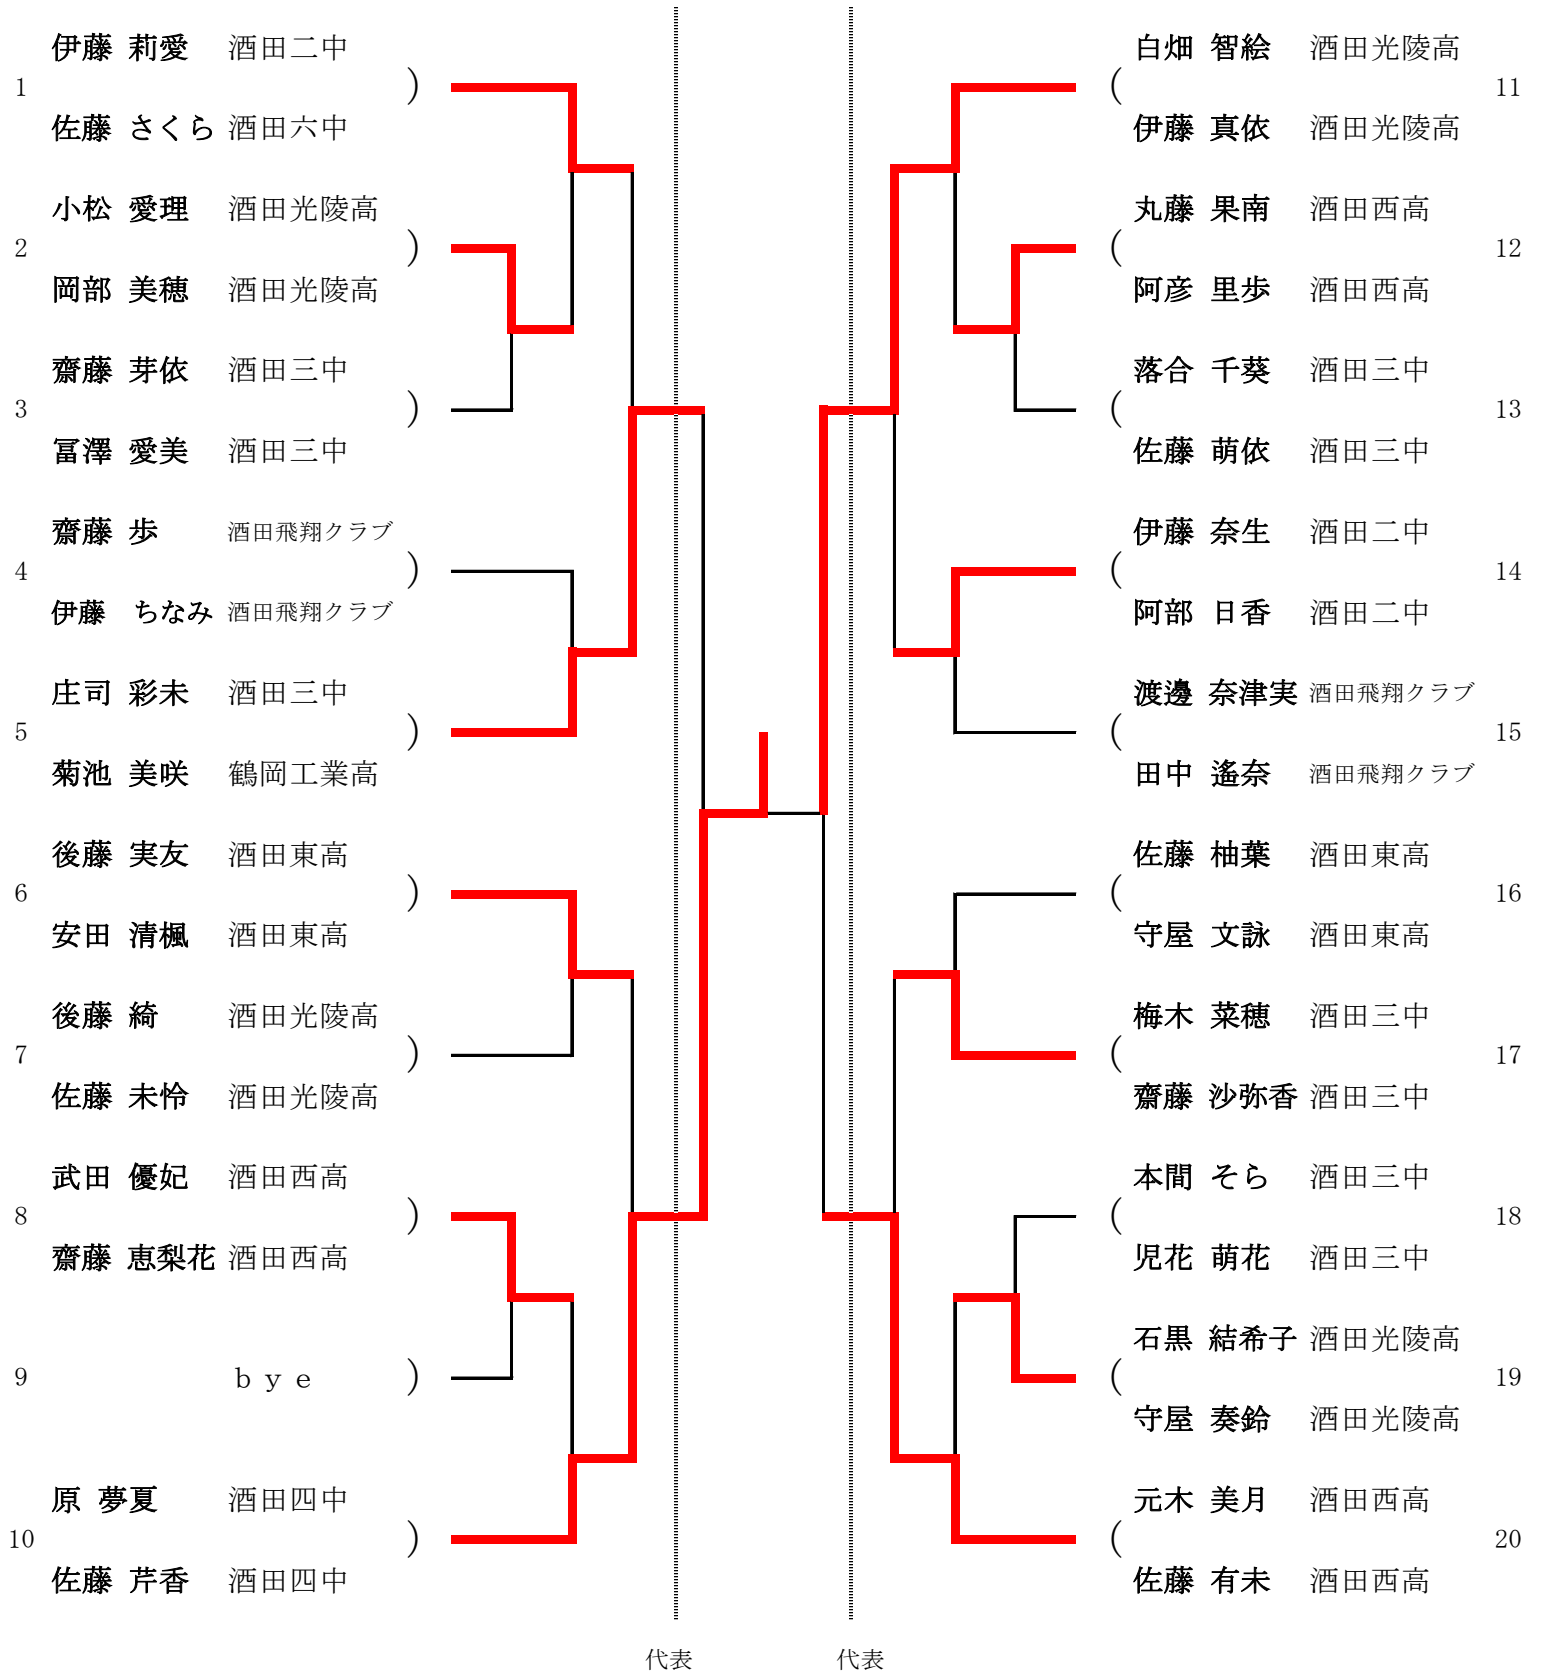 伊藤 莉愛 酒田二中
1 )
佐藤 さくら 酒田六中
小松 愛理 酒田光陵高
2 )
岡部 美穂 酒田光陵高
齋藤 芽依 酒田三中
3 )
冨澤 愛美 酒田三中
齋藤 歩 酒田飛翔クラブ
4 )
伊藤 ちなみ 酒田飛翔クラブ
庄司 彩未 酒田三中
5 )
菊池 美咲 鶴岡工業高
後藤 実友 酒田東高
6 )
安田 清楓 酒田東高
後藤 綺 酒田光陵高
7 )
佐藤 未怜 酒田光陵高
武田 優妃 酒田西高
8 )
齋藤 恵梨花 酒田西高
9 ｂｙｅ )
原 夢夏 酒田四中
10 )
佐藤 芹香 酒田四中
白畑 智絵 酒田光陵高
( 11
伊藤 真依 酒田光陵高
丸藤 果南 酒田西高
( 12
阿彦 里歩 酒田西高
落合 千葵 酒田三中
( 13
佐藤 萌依 酒田三中
伊藤 奈生 酒田二中
( 14
阿部 日香 酒田二中
渡邊 奈津実 酒田飛翔クラブ
( 15
田中 遙奈 酒田飛翔クラブ
佐藤 柚葉 酒田東高
( 16
守屋 文詠 酒田東高
梅木 菜穂 酒田三中
( 17
齋藤 沙弥香 酒田三中
本間 そら 酒田三中
( 18
児花 萌花 酒田三中
石黒 結希子 酒田光陵高
( 19
守屋 奏鈴 酒田光陵高
元木 美月 酒田西高
( 20
佐藤 有未 酒田西高
代表 代表